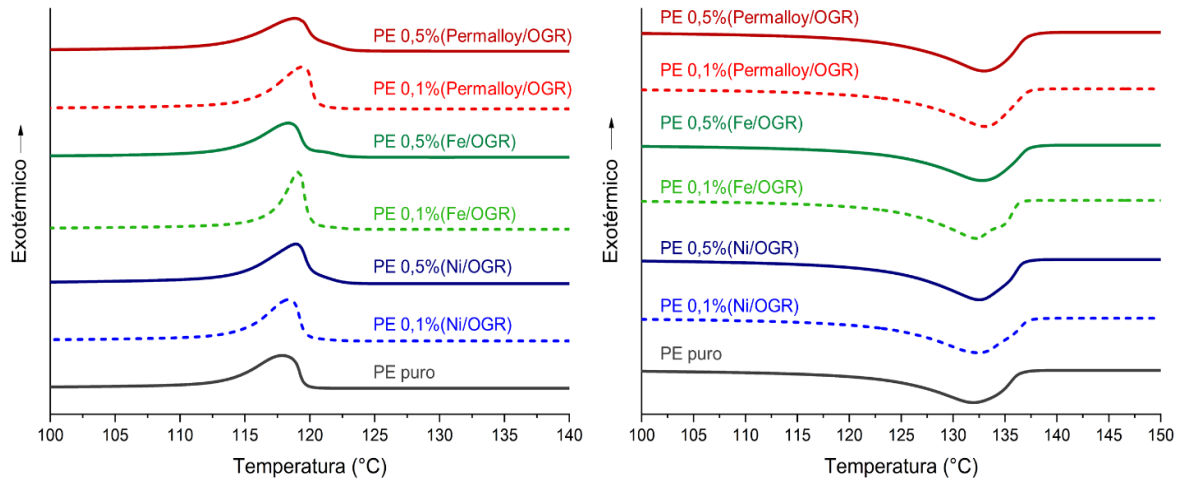 PE 0,5%(Permalloy/OGR)
PE 0,1%(Permalloy/OGR)
PE 0,5%(Fe/OGR)
PE 0,1%(Fe/OGR)
PE 0,5%(Ni/OGR)
PE 0,1%(Ni/OGR)
PE puro
Exotérmico
100 105 110 115 120 125 130 135 140
Temperatura (°C)
PE 0,5%(Permalloy/OGR)
PE 0,1%(Permalloy/OGR)
PE 0,5%(Fe/OGR)
PE 0,1%(Fe/OGR)
PE 0,5%(Ni/OGR)
PE 0,1%(Ni/OGR)
PE puro
Exotérmico
100 105 110 115 120 125 130 135 140 145 150
Temperatura (°C)